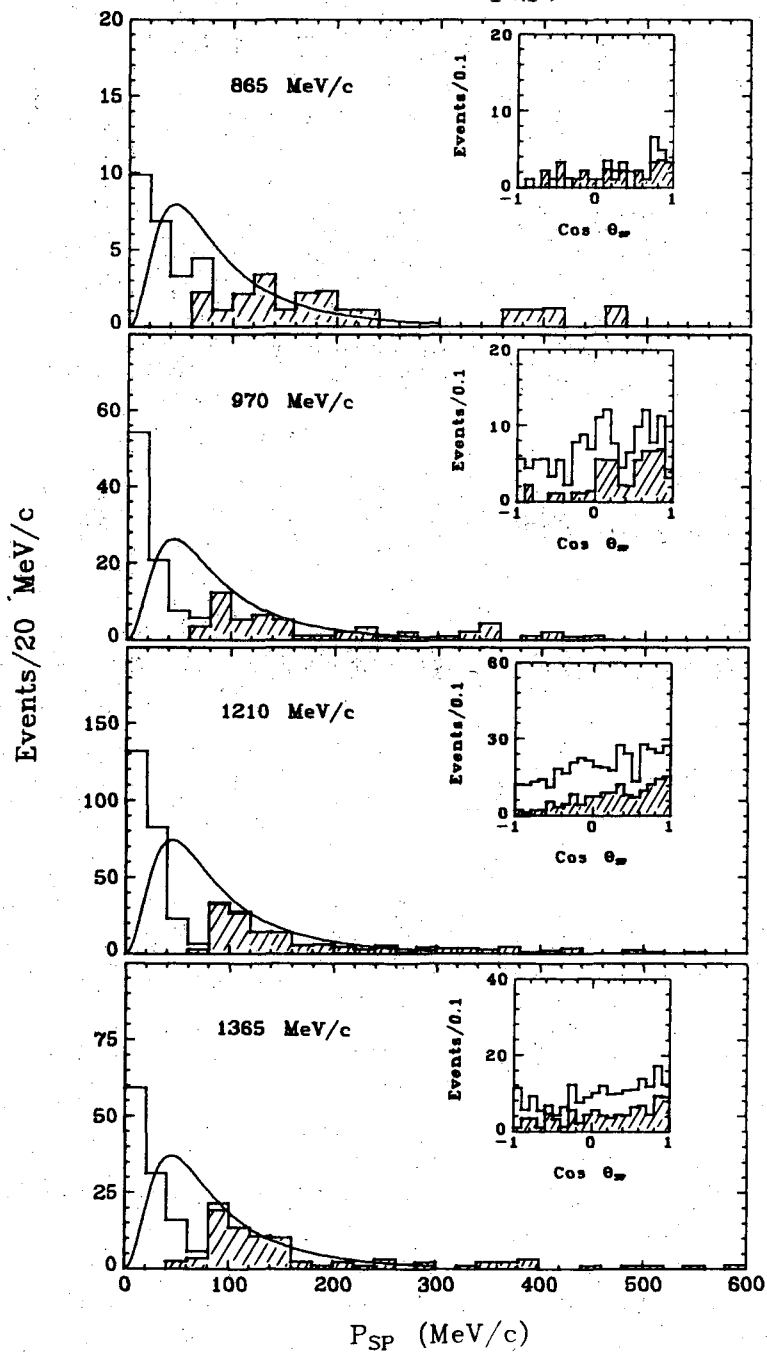 20
15
10
5
0
865 MeV/c
Events/0.1
20
10
0
-1 0 1
Cos θsp
60
40
20
0
970 MeV/c
Events/0.1
20
10
0
-1 0 1
Cos θsp
Events/20 MeV/c
150
100
50
0
1210 MeV/c
Events/0.1
60
30
0
-1 0 1
Cos θsp
75
50
25
0
1365 MeV/c
Events/0.1
40
20
0
-1 0 1
Cos θsp
0 100 200 300 400 500 600
PSP (MeV/c)